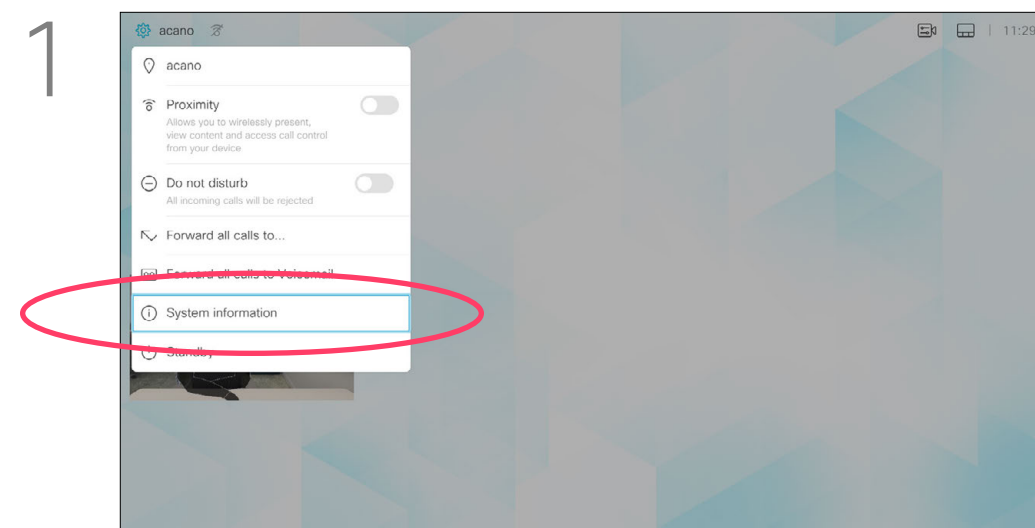 1
acano
11:29
acano
Proximity
Allows you to wirelessly present,
view content and access call control
from your device
Do not disturb
All incoming calls will be rejected
Forward all calls to...
Forward all calls to Voicemail
System information
Standby